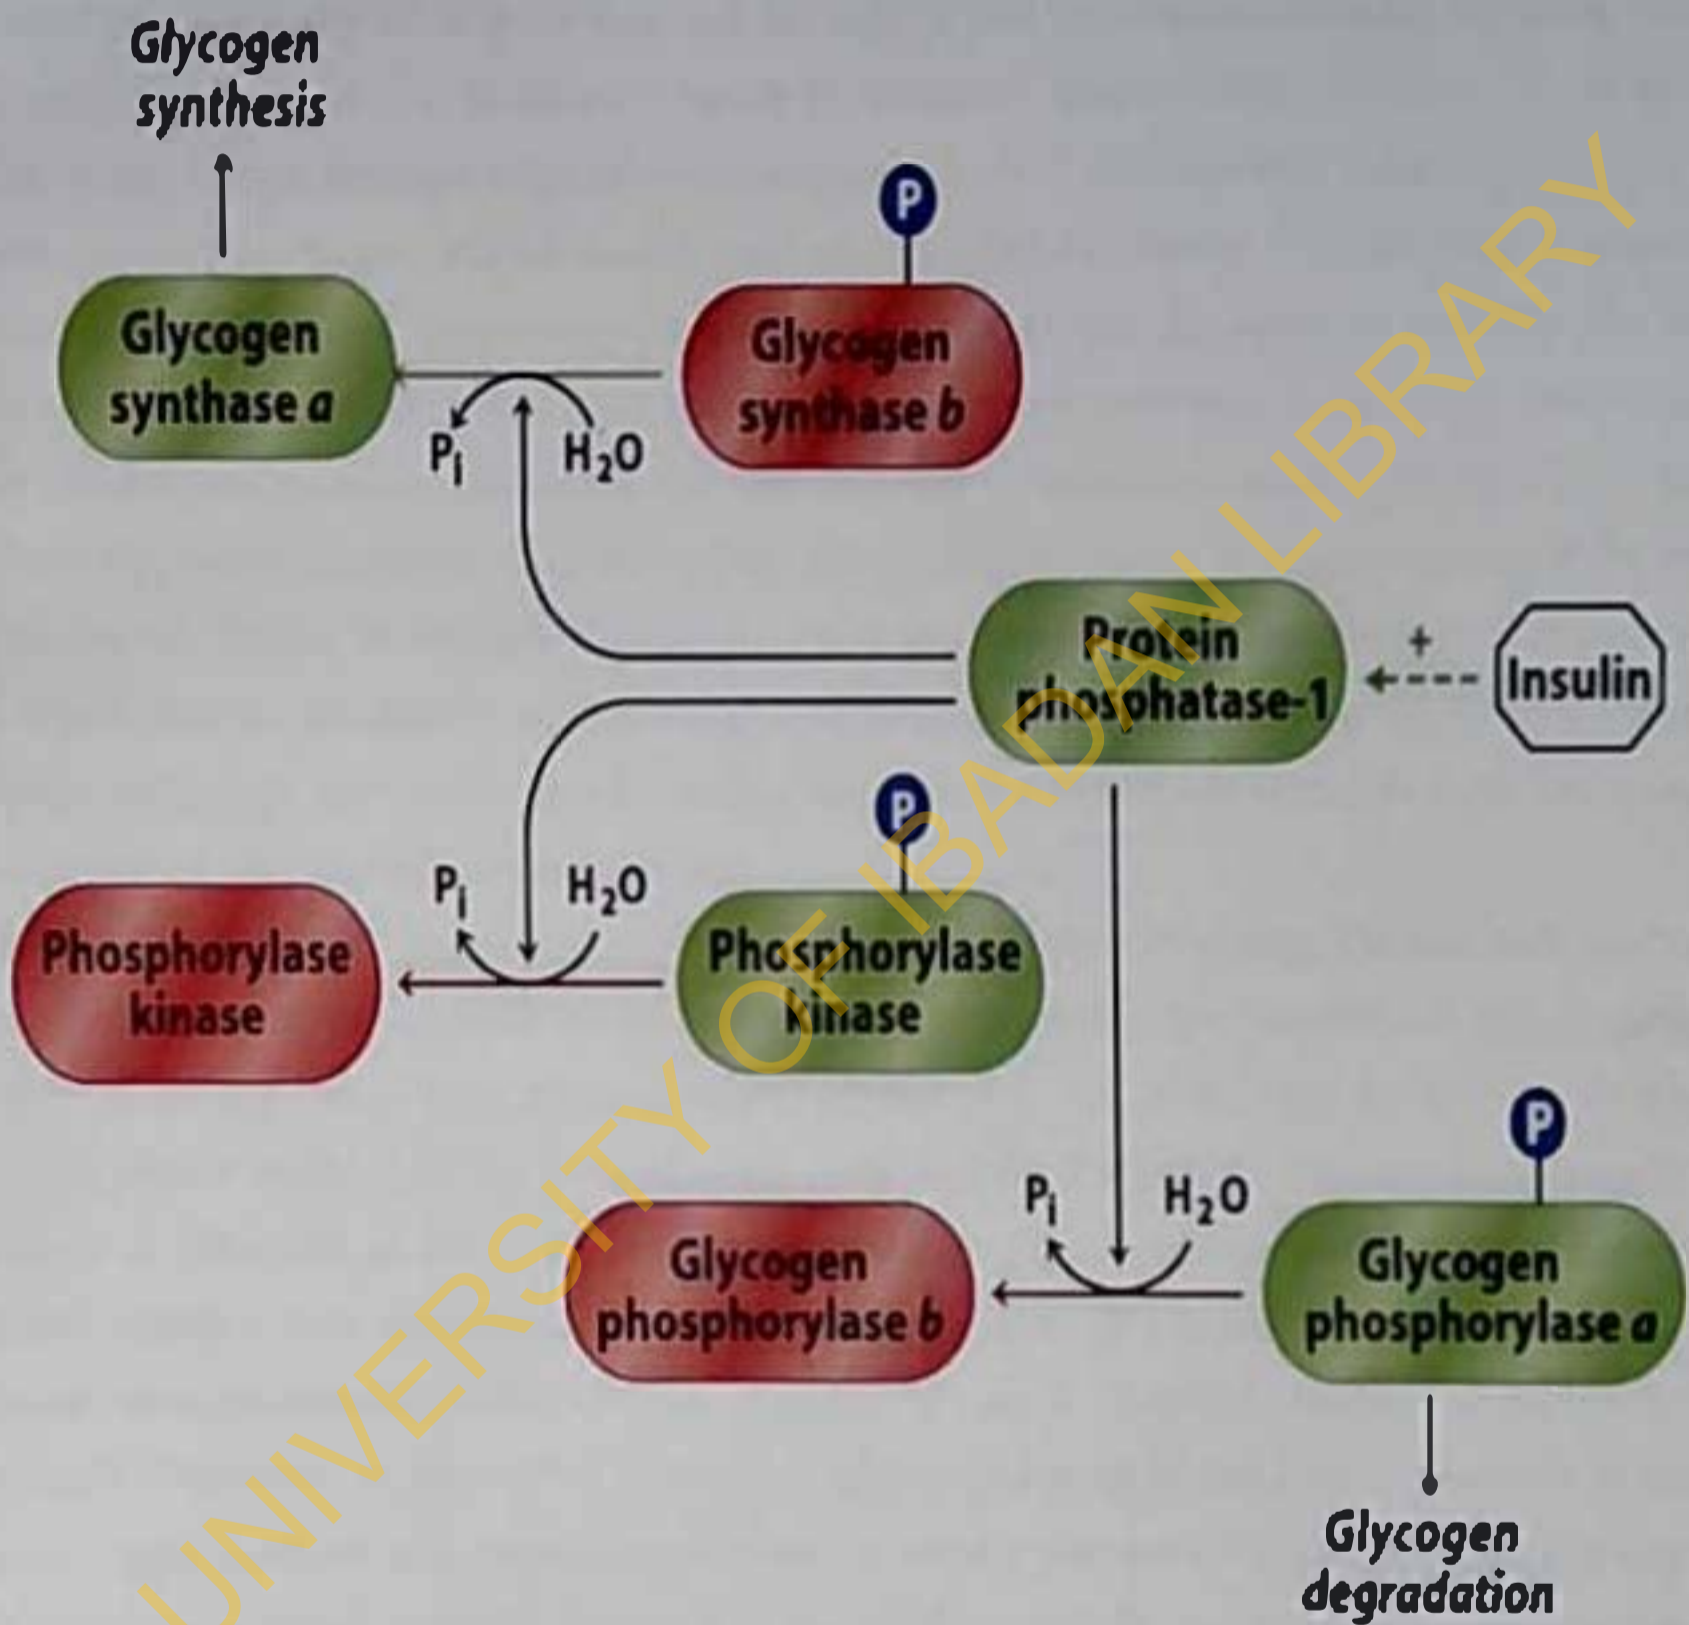 Glycogen
synthesis
P
Glycogen
synthase a
Glycogen
synthase b
Pi
H2O
Protein
phosphatase-1
+
Insulin
P
Pi
H2O
Phosphorylase
kinase
Phosphorylase
kinase
P
Pi
H2O
Glycogen
phosphorylase b
Glycogen
phosphorylase a
Glycogen
degradation
UNIVERSITY OF IBADAN LIBRARY